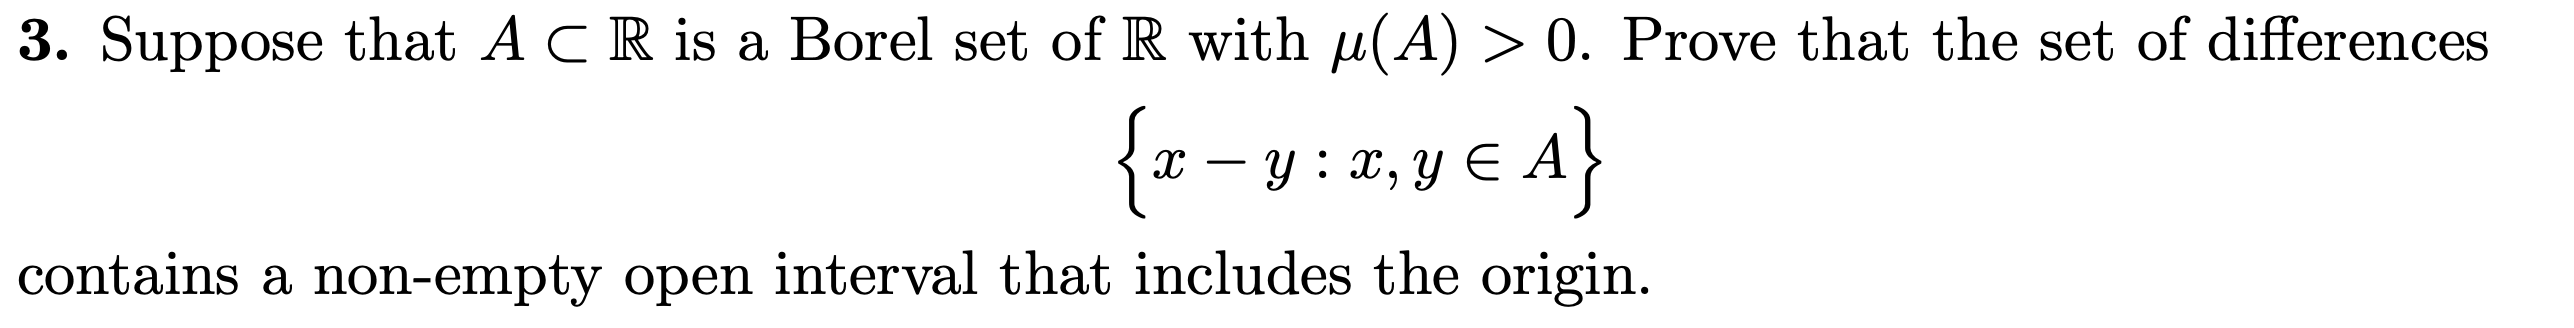 3. Suppose that A ⊂ ℝ is a Borel set of ℝ with μ(A) > 0. Prove that the set of differences
{x − y : x, y ∈ A}
contains a non-empty open interval that includes the origin.